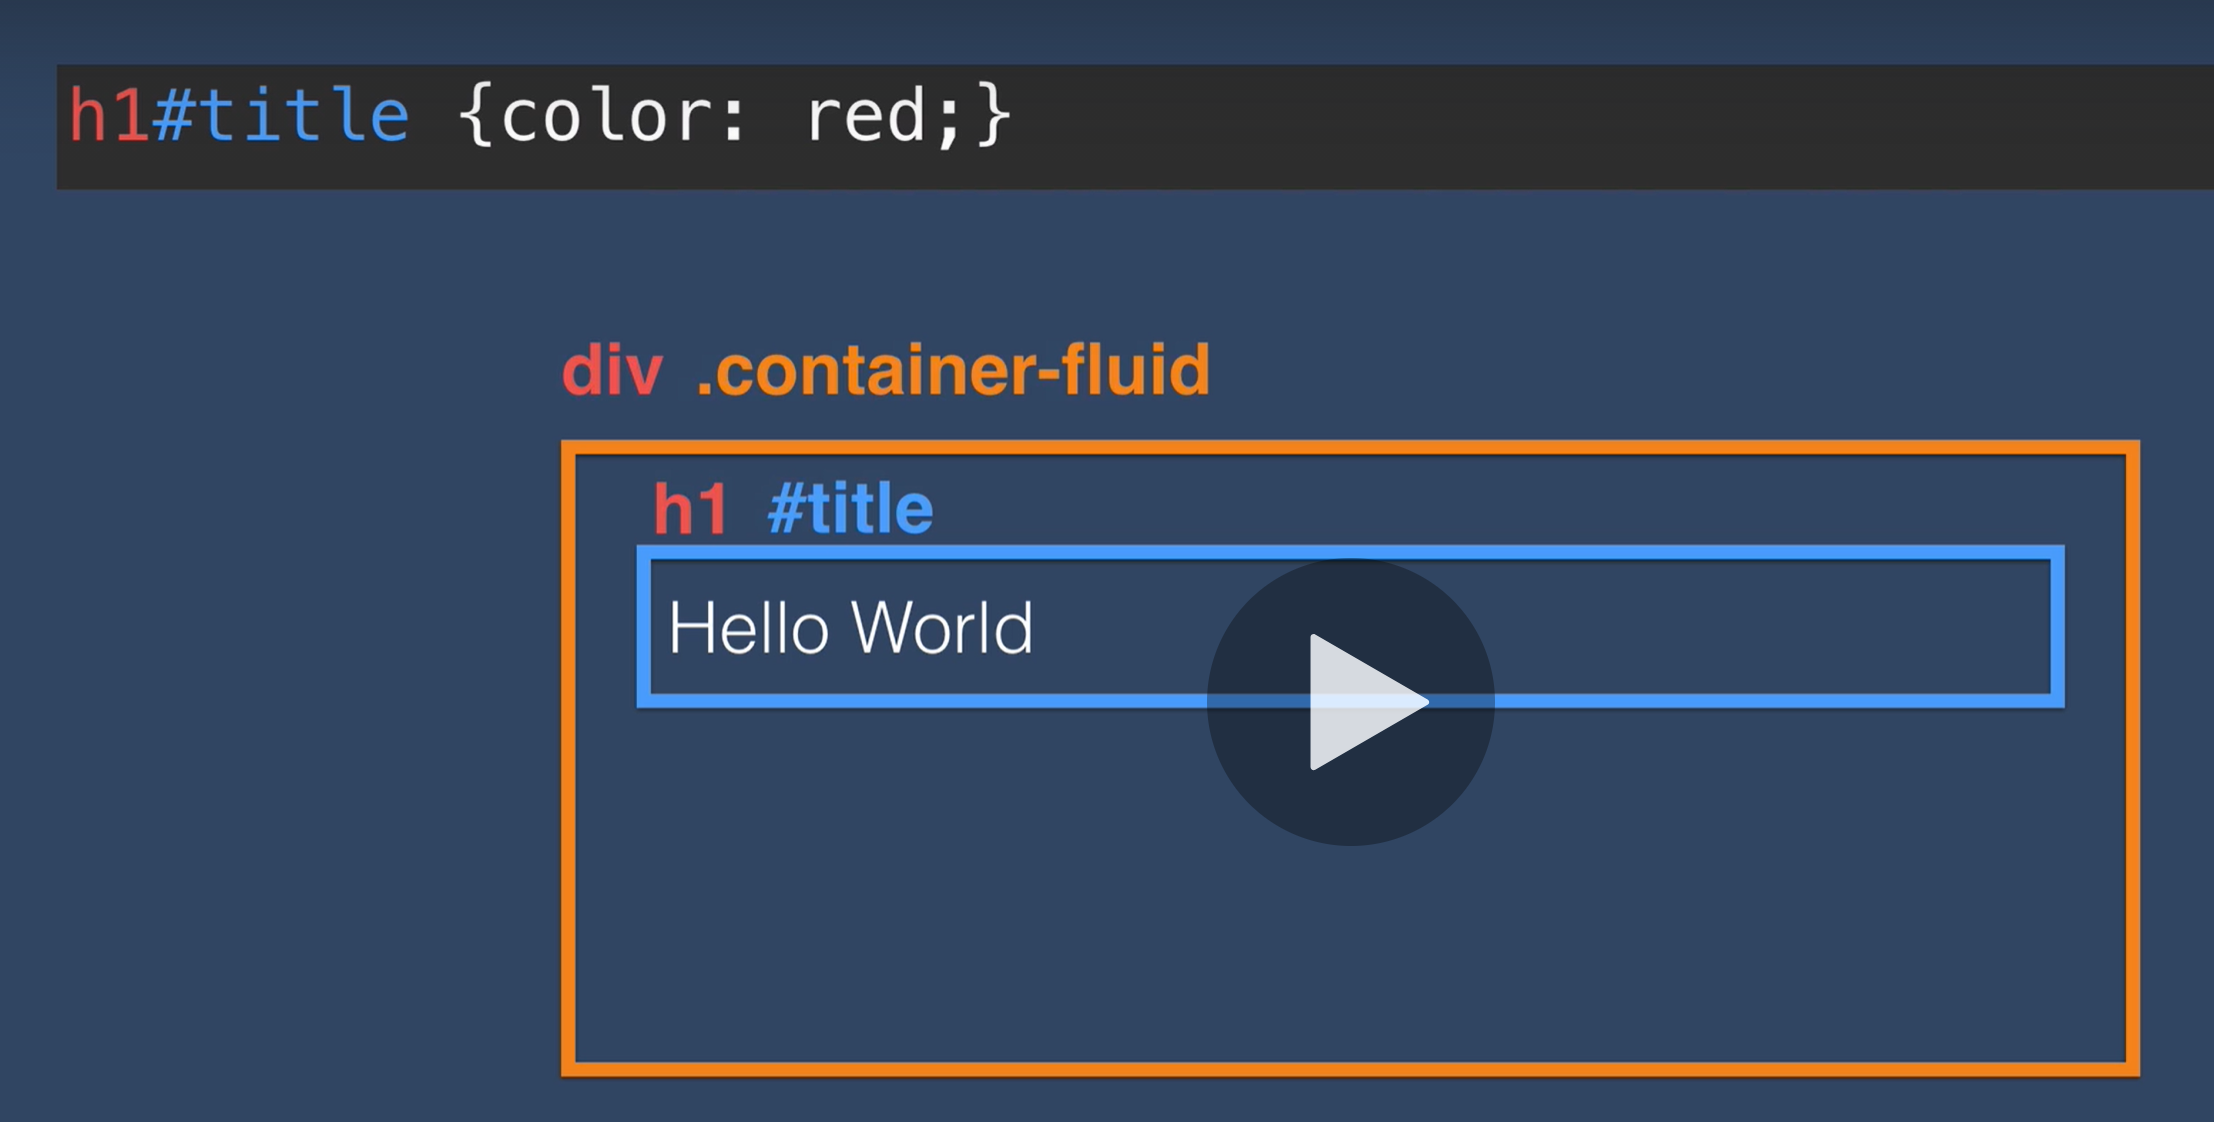 h1#title {color: red;}
div .container-fluid
h1 #title
Hello World